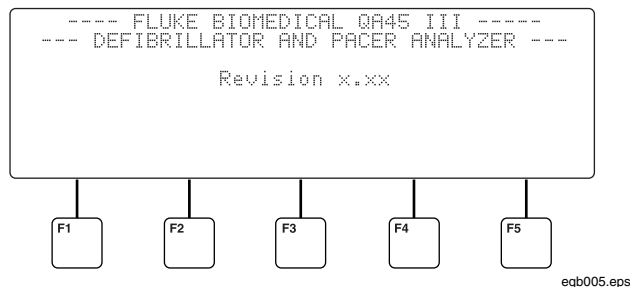 ---- FLUKE BIOMEDICAL QA45 III -----
--- DEFIBRILLATOR AND PACER ANALYZER ---
Revision x.xx
F1 F2 F3 F4 F5
eqb005.eps